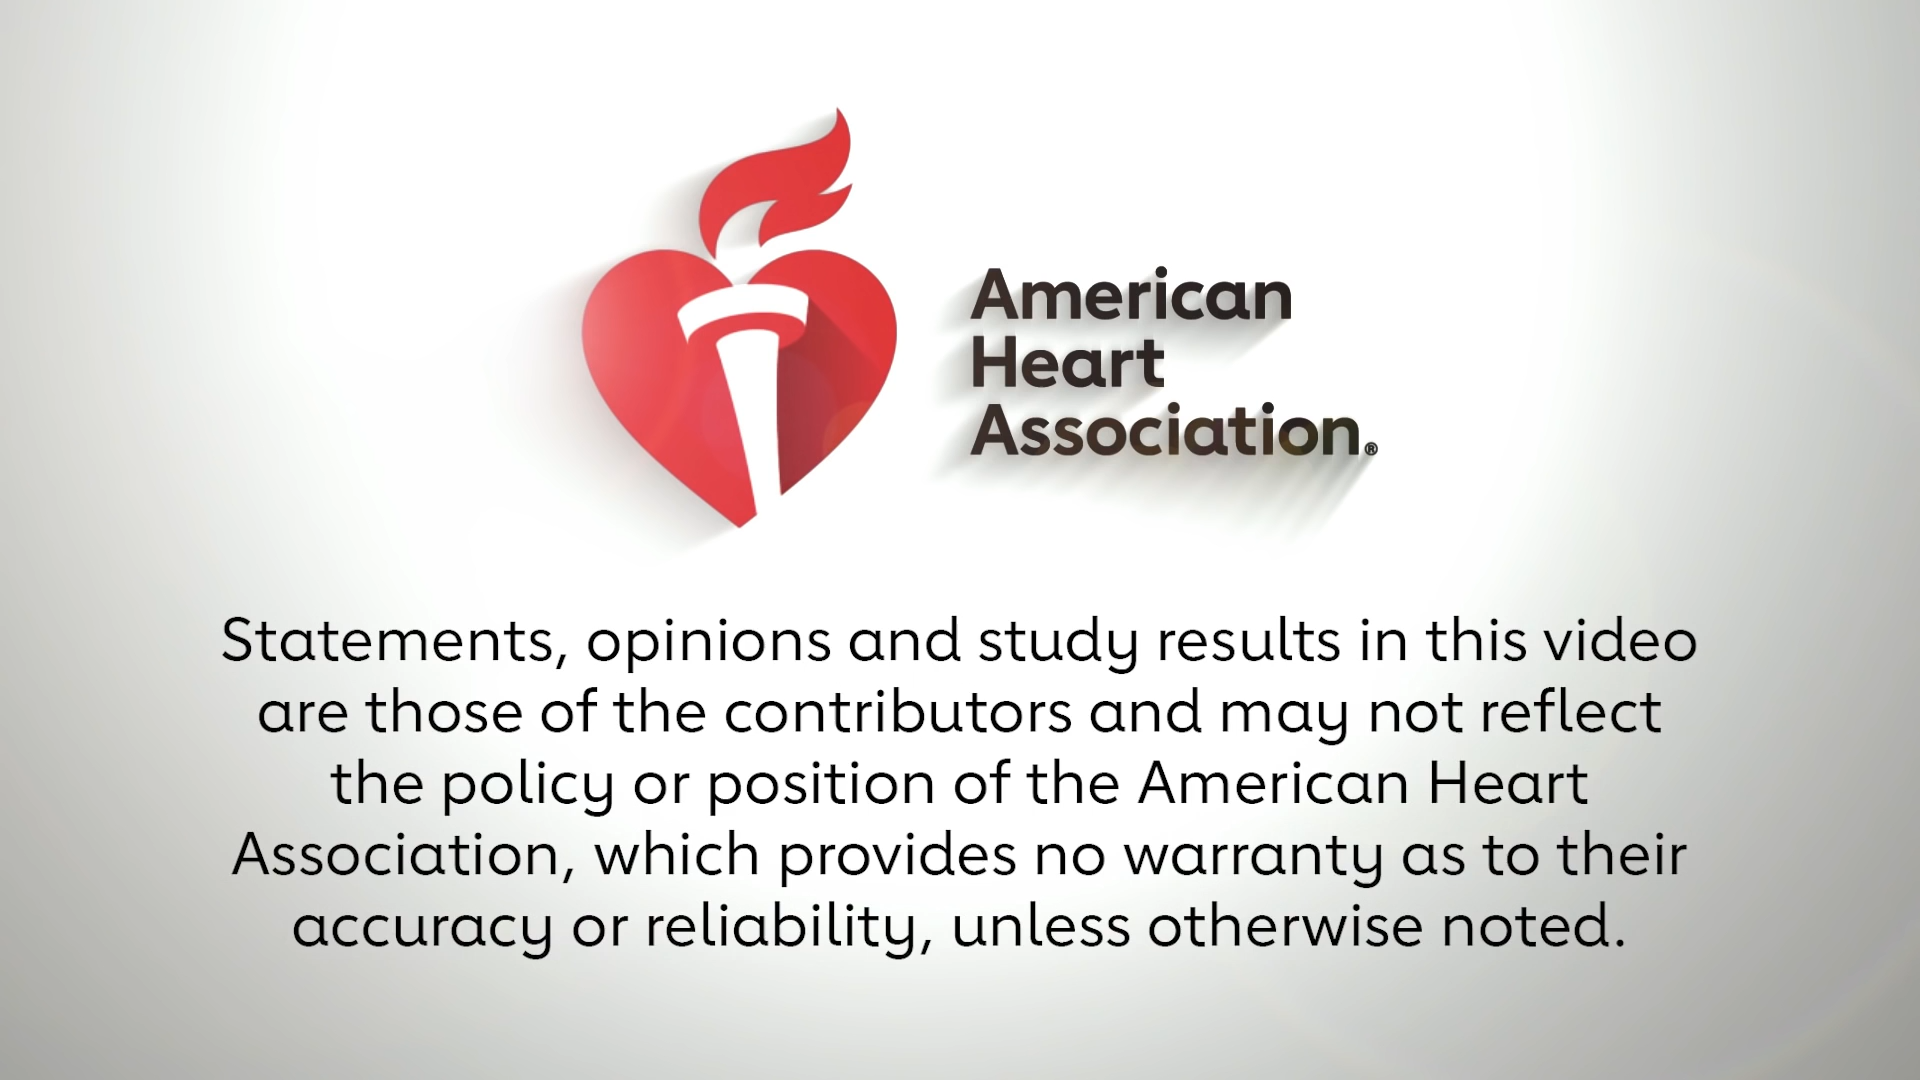 American
Heart
Association®
Statements, opinions and study results in this video
are those of the contributors and may not reflect
the policy or position of the American Heart
Association, which provides no warranty as to their
accuracy or reliability, unless otherwise noted.